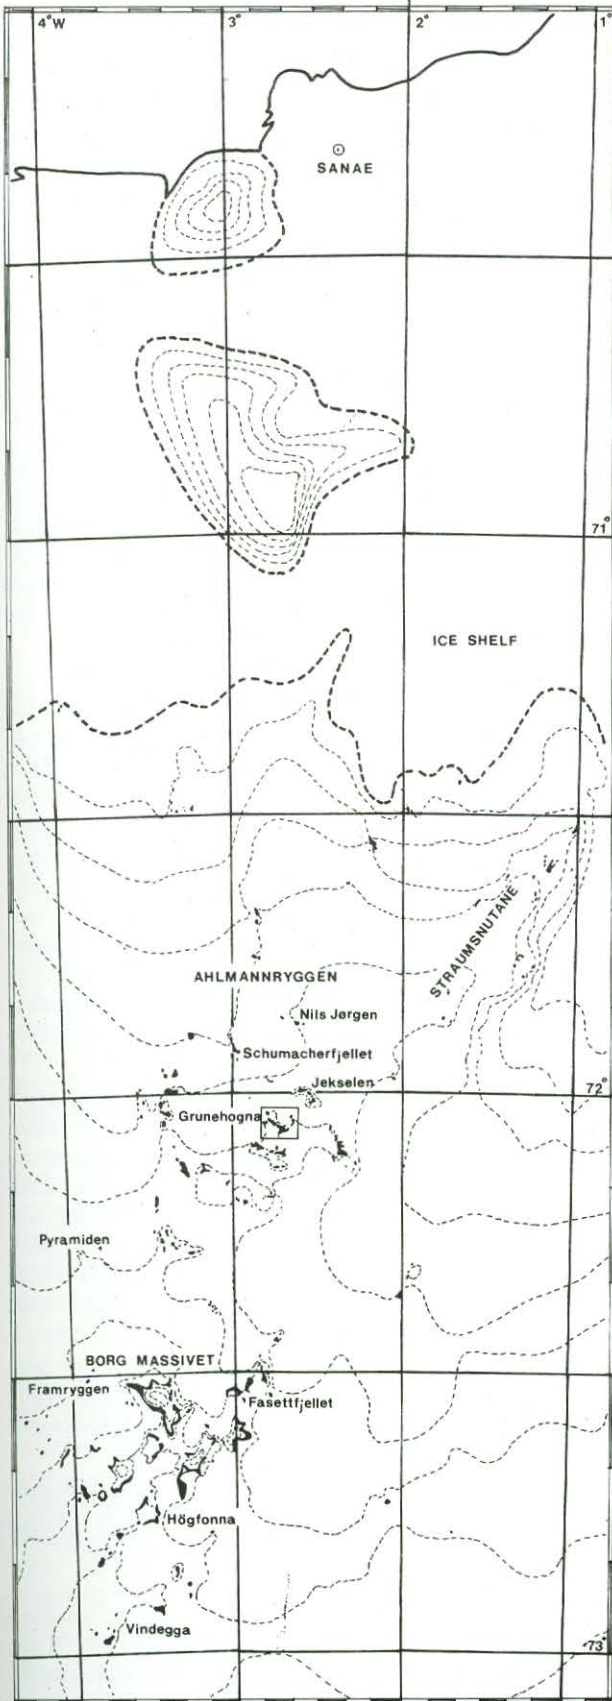 4°W
3°
2°
1°
SANAE
71°
ICE SHELF
STRAUMSNUTANE
AHLMANNRYGGEN
Nils Jørgen
Schumacherfjellet
Jekselen
72°
Grunehogna
Pyramiden
BORG MASSIVET
Framryggen
Fasettfjellet
Högfonna
Vindegga
73°